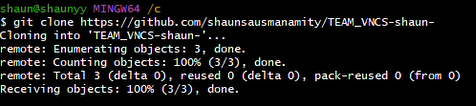 shaun@shaunyy MINGW64 /c
$ git clone https://github.com/shaunsausmanamity/TEAM_VNCS-shaun-
Cloning into 'TEAM_VNCS-shaun-'...
remote: Enumerating objects: 3, done.
remote: Counting objects: 100% (3/3), done.
remote: Total 3 (delta 0), reused 0 (delta 0), pack-reused 0 (from 0)
Receiving objects: 100% (3/3), done.